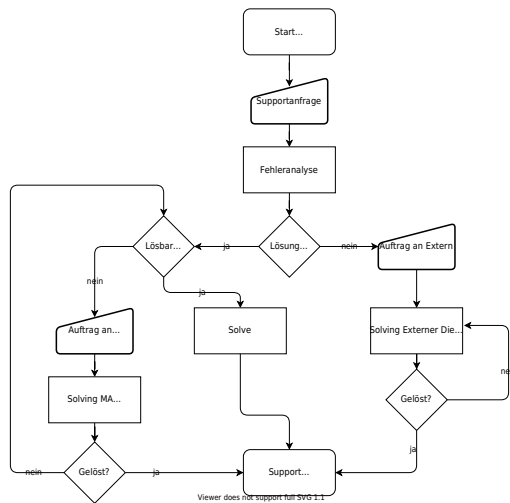 Start...
Supportanfrage
Fehleranalyse
Lösbar...
ja
Lösung...
nein
Auftrag an Extern
nein
ja
Auftrag an...
Solve
Solving Externer Die...
ne
Solving MA...
Gelöst?
ja
nein
Gelöst?
ja
Support...
Viewer does not support full SVG 1.1